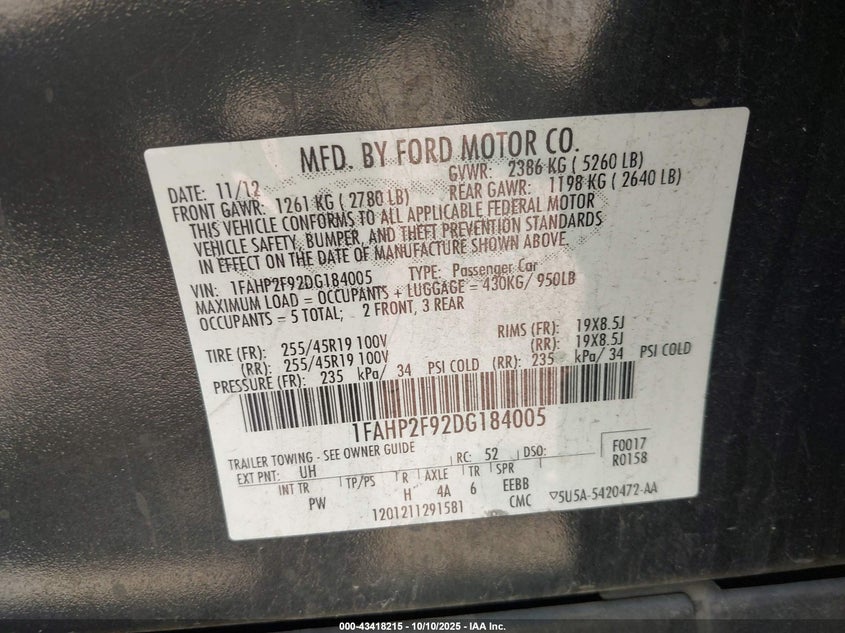 MFD. BY FORD MOTOR CO.
DATE: 11/12 GVWR: 2386 KG ( 5260 LB)
FRONT GAWR: 1261 KG ( 2780 LB) REAR GAWR: 1198 KG ( 2640 LB)
THIS VEHICLE CONFORMS TO ALL APPLICABLE FEDERAL MOTOR
VEHICLE SAFETY, BUMPER, AND THEFT PREVENTION STANDARDS
IN EFFECT ON THE DATE OF MANUFACTURE SHOWN ABOVE.
VIN: 1FAHP2F92DG184005 TYPE: Passenger Car
MAXIMUM LOAD = OCCUPANTS + LUGGAGE = 430KG/ 950LB
OCCUPANTS = 5 TOTAL; 2 FRONT, 3 REAR
TIRE (FR): 255/45R19 100V RIMS (FR): 19X8.5J
(RR): 255/45R19 100V (RR): 19X8.5J
PRESSURE (FR): 235 kPa/ 34 PSI COLD (RR): 235 kPa/ 34 PSI COLD
1FAHP2F92DG184005
TRAILER TOWING - SEE OWNER GUIDE
EXT PNT: UH RC: 52 DSO: F0017
R0158
INT TR TP/PS R AXLE TR SPR
PW H 4A 6 EEBB
1201211291581 CMC ▽5U5A-5420472-AA
000-43418215 - 10/10/2025 - IAA Inc.